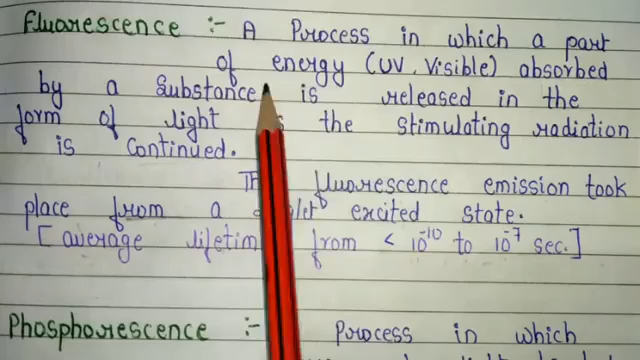 Fluorescence :- A Process in which a part
of energy (UV, Visible) absorbed
by a Substance is released in the
form of light the stimulating radiation
is continued.
fluorescence emission took
place from a excited state.
[average from < 10⁻¹⁰ to 10⁻⁷ sec.]
Phosphorescence :- Process in which